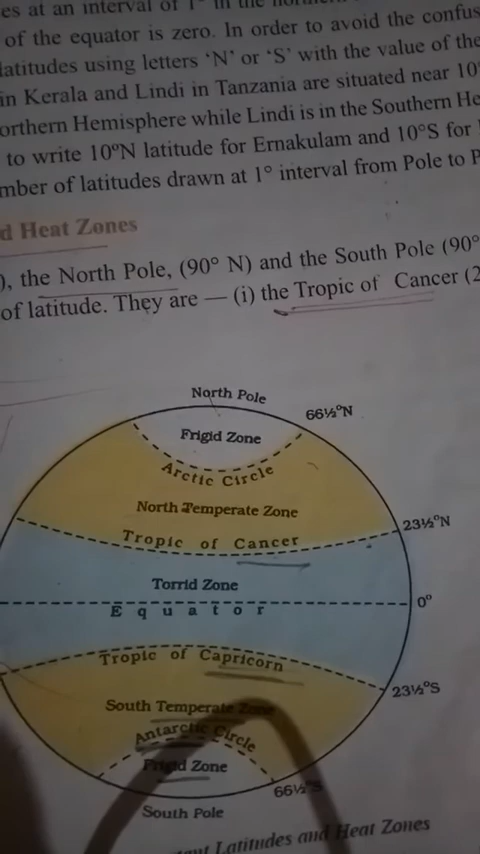 es at an interval of 1° in the
of the equator is zero. In order to avoid the confus
latitudes using letters ‘N’ or ‘S’ with the value of the
in Kerala and Lindi in Tanzania are situated near 10
orthern Hemisphere while Lindi is in the Southern He
to write 10°N latitude for Ernakulam and 10°S for
mber of latitudes drawn at 1° interval from Pole to P
d Heat Zones
), the North Pole, (90° N) and the South Pole (90°
of latitude. They are — (i) the Tropic of Cancer (2
North Pole
66½°N
Frigid Zone
Arctic Circle
North Temperate Zone
23½°N
Tropic of Cancer
Torrid Zone
0°
Equator
Tropic of Capricorn
23½°S
South Temperate Zone
Antarctic Circle
Frigid Zone
66½°S
South Pole
Latitudes and Heat Zones